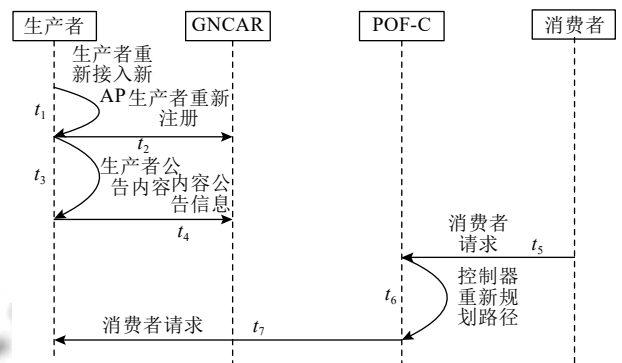 生产者
GNCAR
POF-C
消费者
生产者重
新接入新
AP
生产者重新
注册
t1
t2
生产者公
告内容
内容公
告信息
t3
t4
消费者
请求
t5
控制器
重新规
划路径
t6
消费者请求
t7